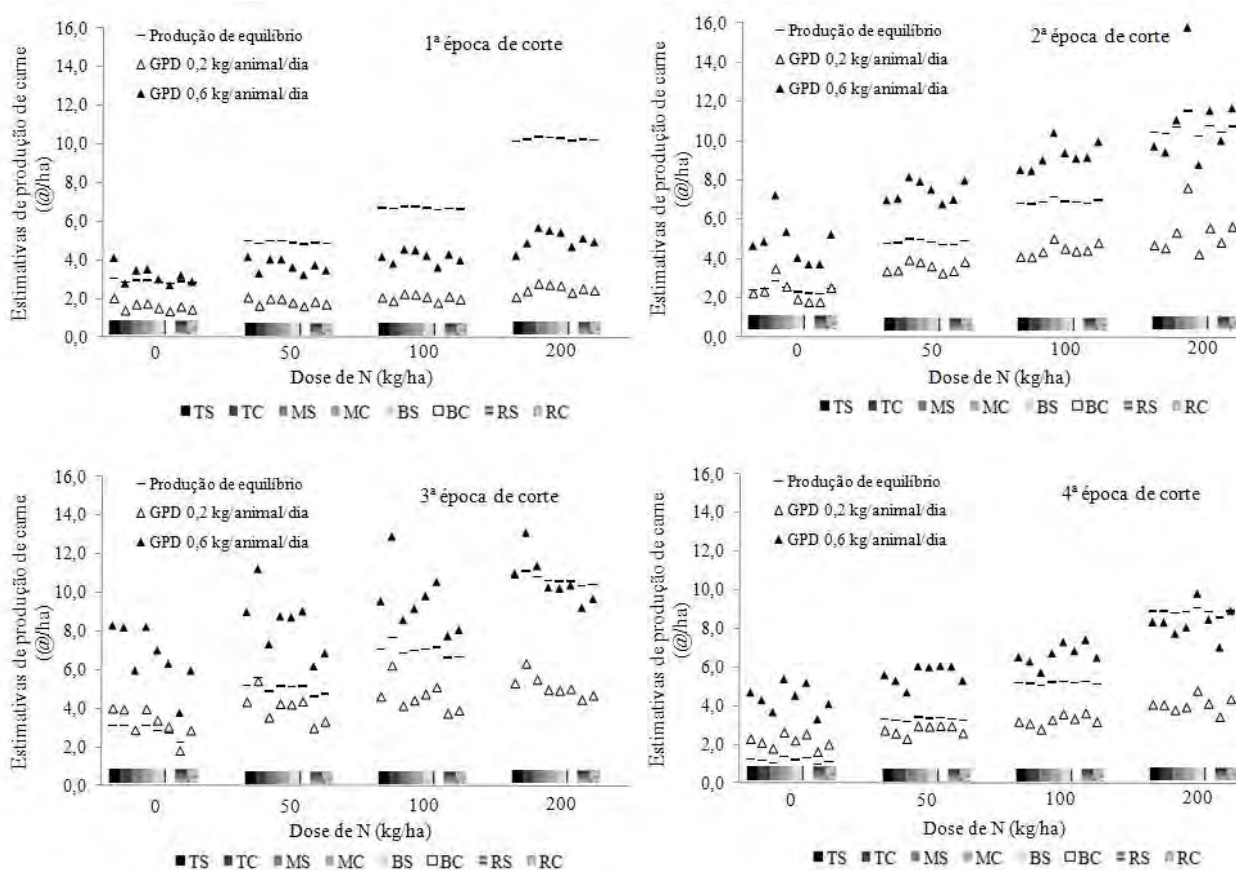 Estimativas de produção de carne
((@/ha)
16,0
14,0
12,0
10,0
8,0
6,0
4,0
2,0
0,0
– Produção de equilíbrio
△ GPD 0,2 kg/animal/dia
▲ GPD 0,6 kg/animal/dia
1ª época de corte
0 50 100 200
Dose de N (kg/ha)
■ TS ■ TC ■ MS ■ MC ■ BS □ BC ■ RS ■ RC
Estimativas de produção de carne
((@/ha)
16,0
14,0
12,0
10,0
8,0
6,0
4,0
2,0
0,0
– Produção de equilíbrio
△ GPD 0,2 kg/animal/dia
▲ GPD 0,6 kg/animal/dia
2ª época de corte
0 50 100 200
Dose de N (kg/ha)
■ TS ■ TC ■ MS ■ MC ■ BS □ BC ■ RS ■ RC
Estimativas de produção de carne
((@/ha)
16,0
14,0
12,0
10,0
8,0
6,0
4,0
2,0
0,0
– Produção de equilíbrio
△ GPD 0,2 kg/animal/dia
▲ GPD 0,6 kg/animal/dia
3ª época de corte
0 50 100 200
Dose de N (kg/ha)
■ TS ■ TC ■ MS ■ MC ■ BS □ BC ■ RS ■ RC
Estimativas de produção de carne
((@/ha)
16,0
14,0
12,0
10,0
8,0
6,0
4,0
2,0
0,0
– Produção de equilíbrio
△ GPD 0,2 kg/animal/dia
▲ GPD 0,6 kg/animal/dia
4ª época de corte
0 50 100 200
Dose de N (kg/ha)
■ TS ■ TC ■ MS ■ MC ■ BS □ BC ■ RS ■ RC